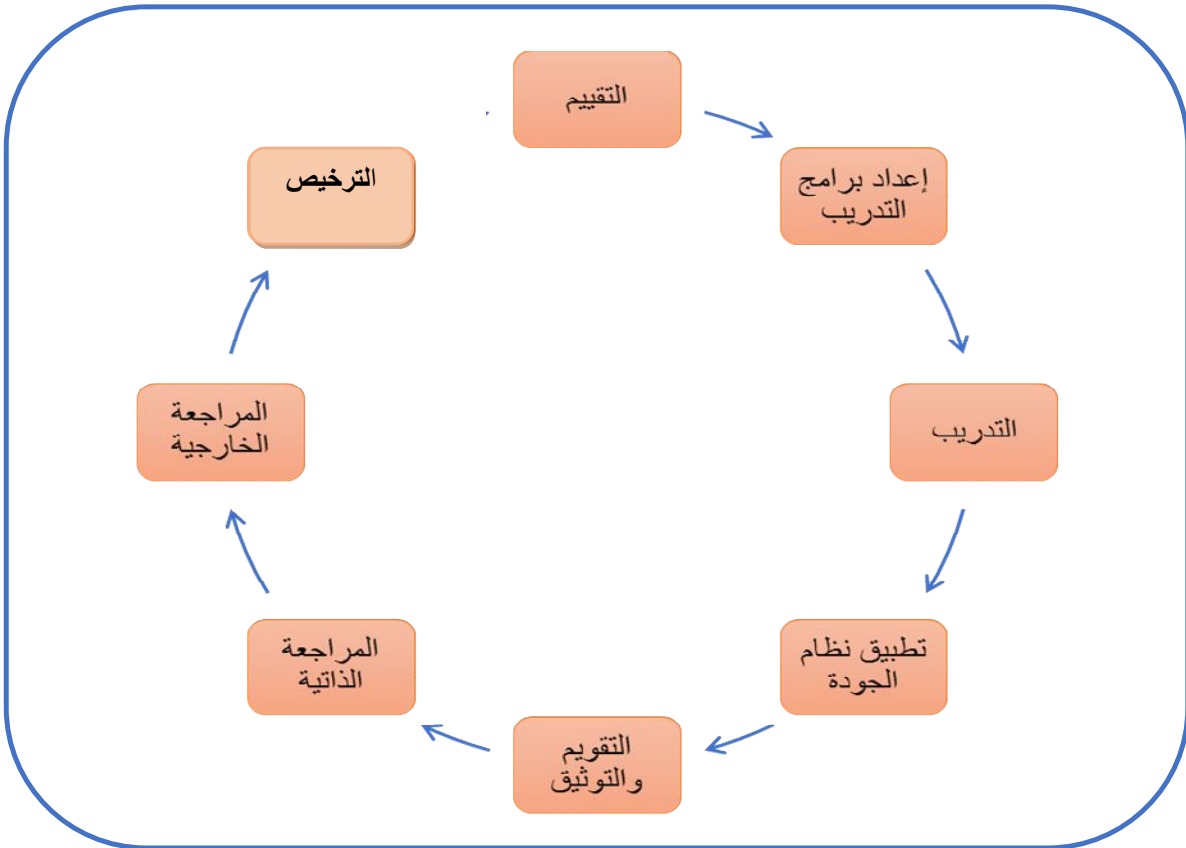 التقييم
إعداد برامج
التدريب
التدريب
تطبيق نظام
الجودة
التقويم
والتوثيق
المراجعة
الذاتية
المراجعة
الخارجية
الترخيص